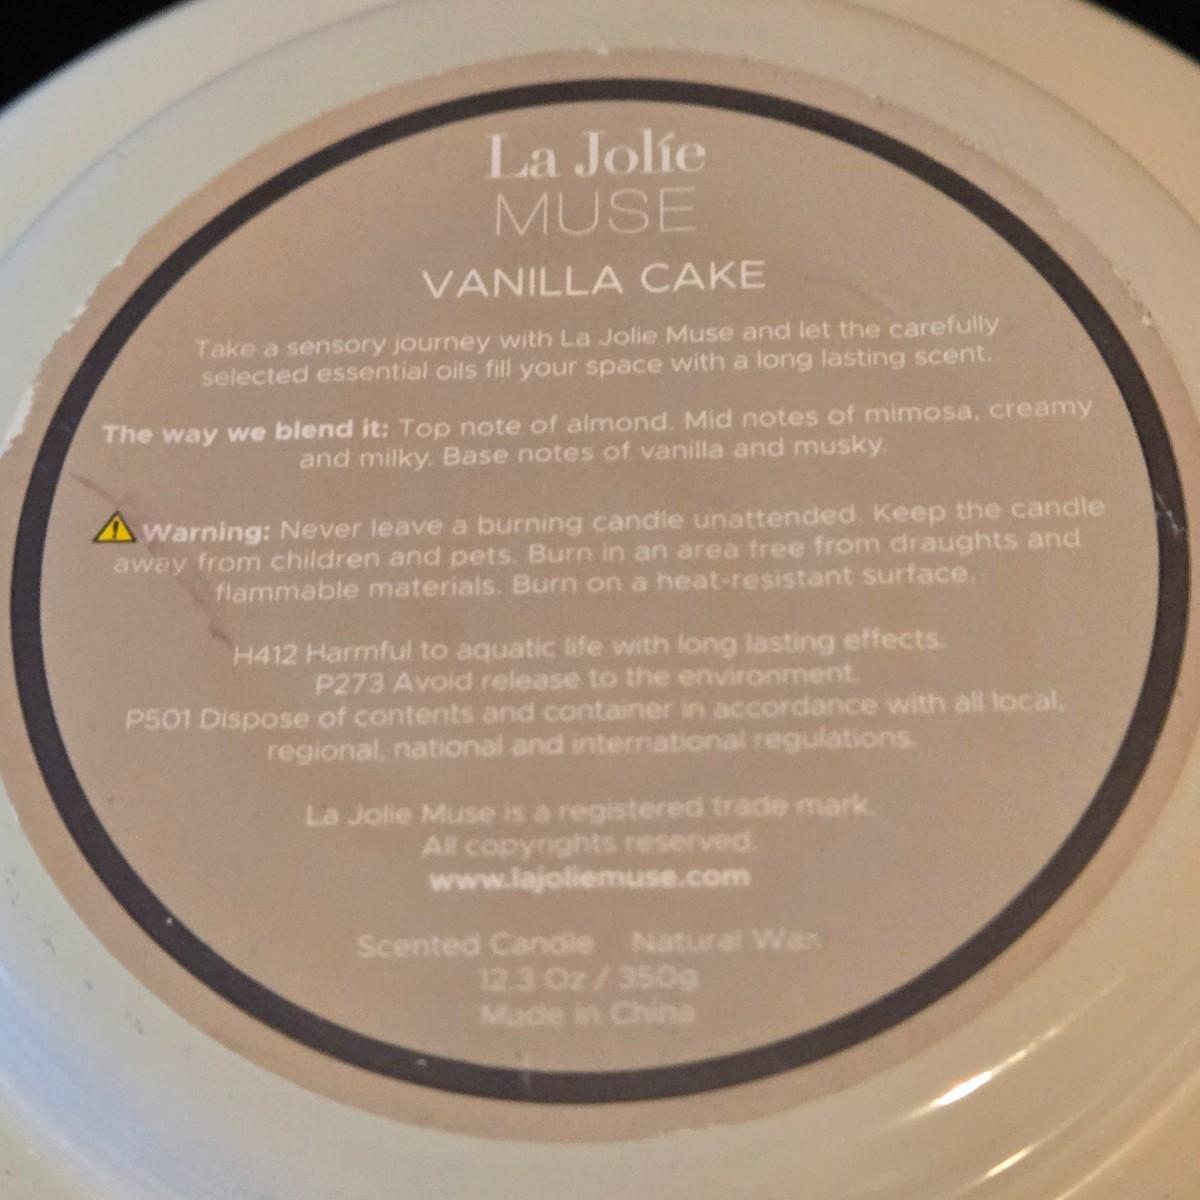 La Jolíe
MUSE
VANILLA CAKE
Take a sensory journey with La Jolie Muse and let the carefully
selected essential oils fill your space with a long lasting scent.
The way we blend it: Top note of almond. Mid notes of mimosa, creamy
and milky. Base notes of vanilla and musky.
Warning: Never leave a burning candle unattended. Keep the candle
away from children and pets. Burn in an area free from draughts and
flammable materials. Burn on a heat-resistant surface.
H412 Harmful to aquatic life with long lasting effects.
P273 Avoid release to the environment.
P501 Dispose of contents and container in accordance with all local,
regional, national and international regulations.
La Jolie Muse is a registered trade mark.
All copyrights reserved.
www.lajoliemuse.com
Scented Candle Natural Wax
12.3 Oz / 350g
Made in China